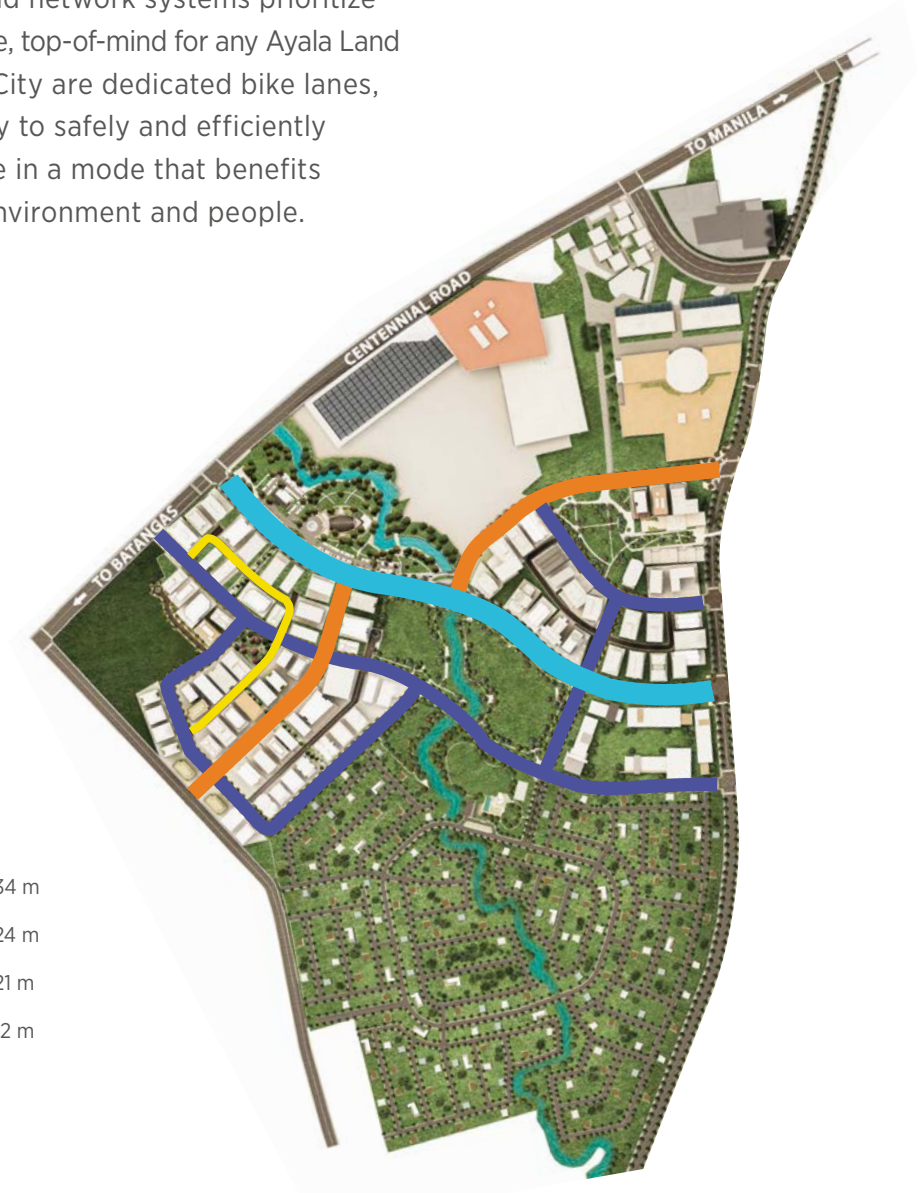 network systems prioritize
top-of-mind for any Ayala Land
City are dedicated bike lanes,
to safely and efficiently
in a mode that benefits
environment and people.
TO MANILA
CENTENNIAL ROAD
TO BATANGAS
34 m
24 m
21 m
2 m